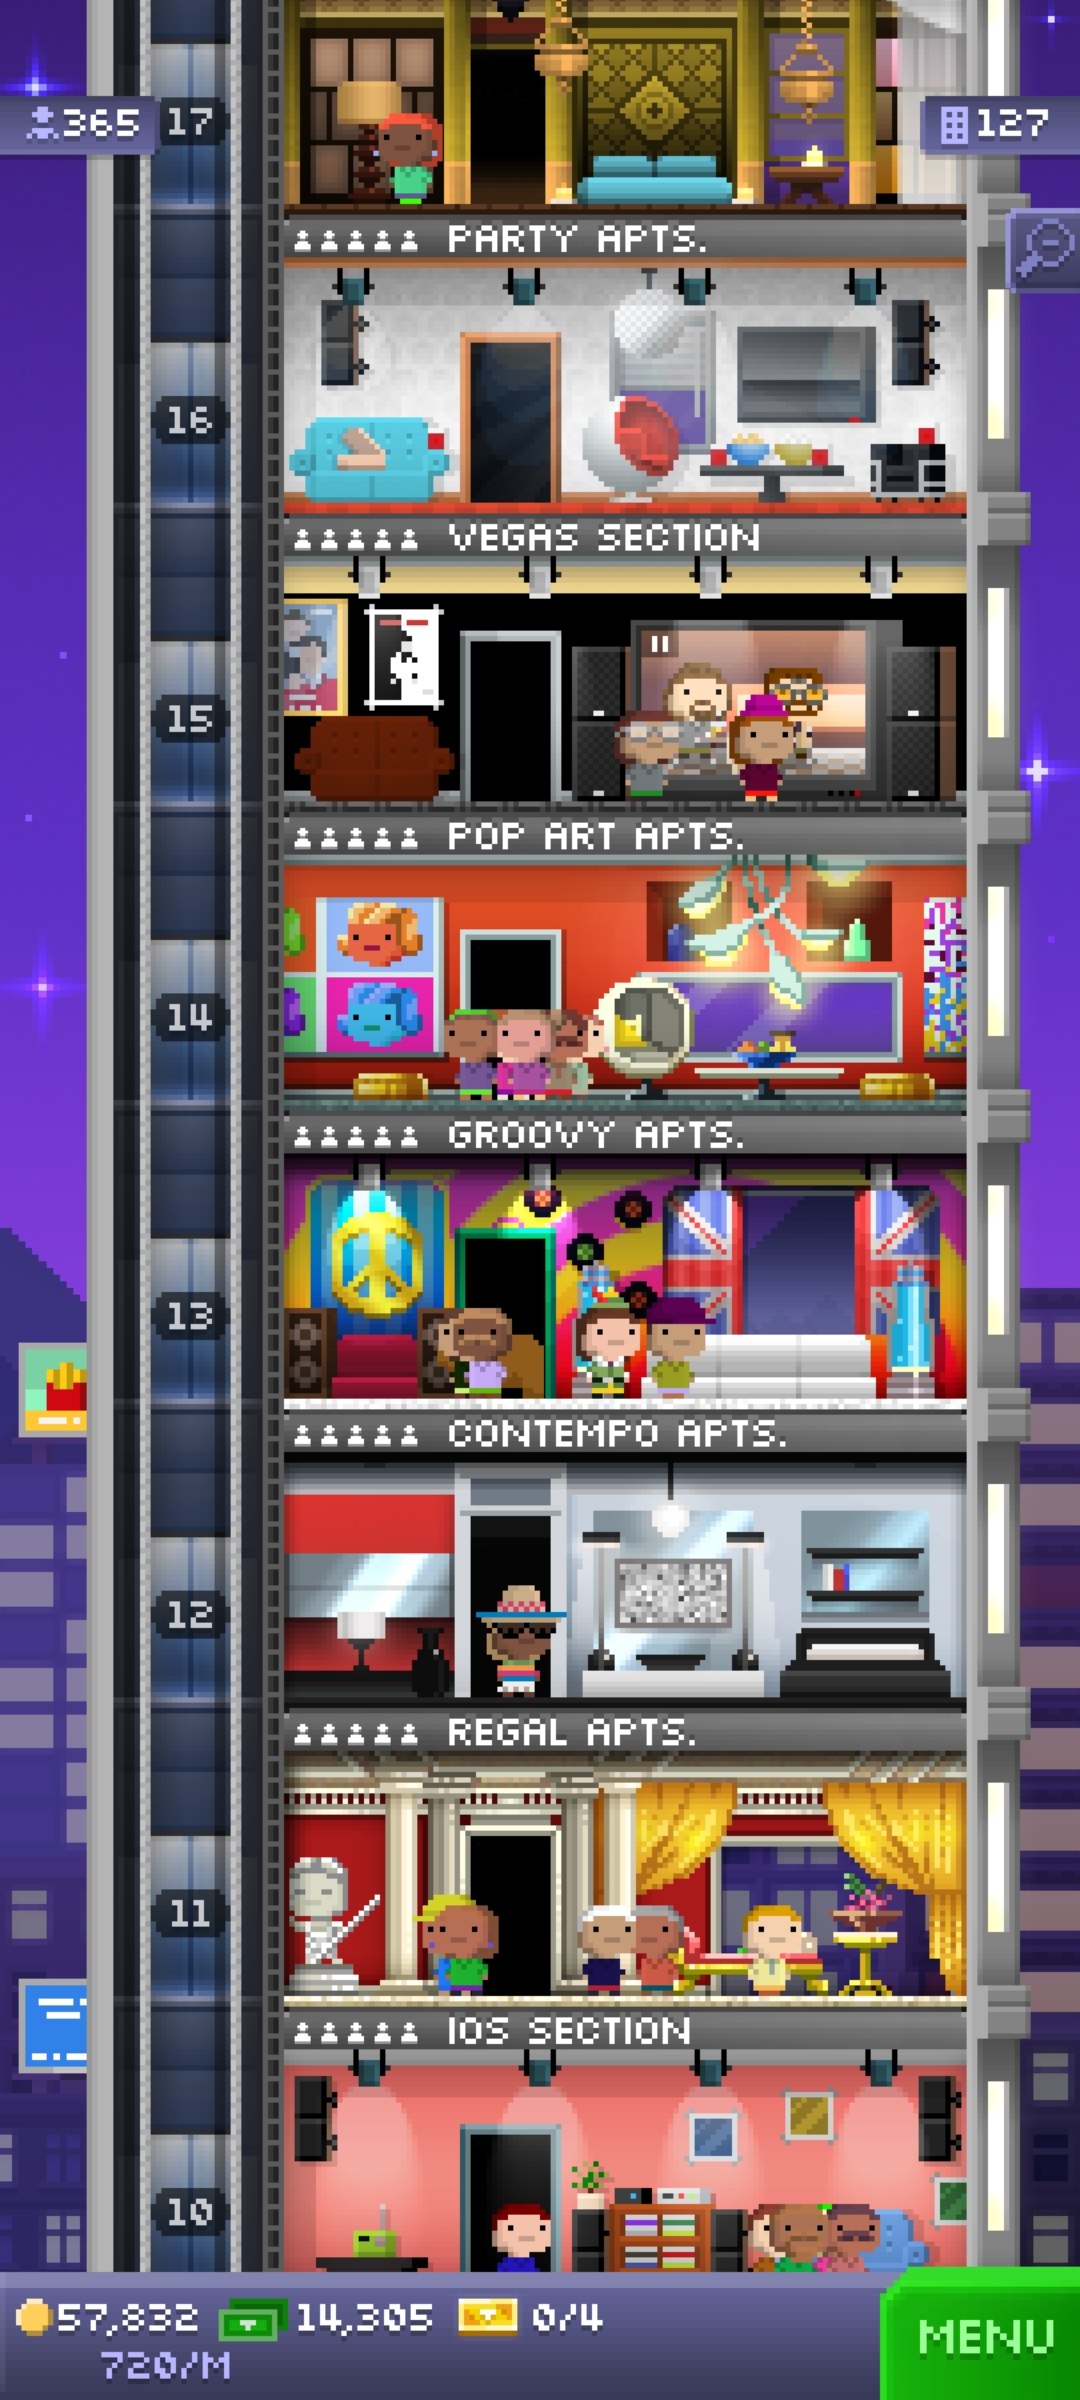 365
17
127
PARTY APTS.
16
VEGAS SECTION
15
POP ART APTS.
14
GROOVY APTS.
13
CONTEMPO APTS.
12
REGAL APTS.
11
IOS SECTION
10
57,832
14,305
0/4
720/M
MENU